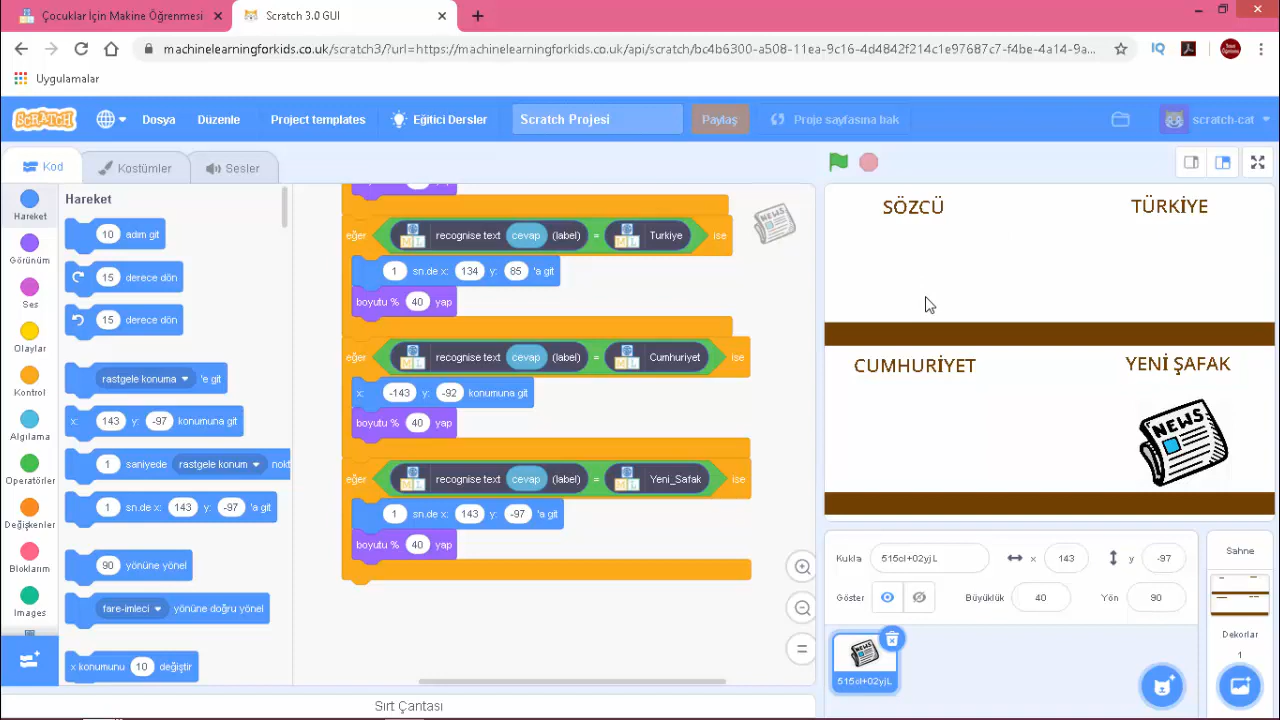 Çocuklar İçin Makine Öğrenmesi
Scratch 3.0 GUI
machinelearningforkids.co.uk/scratch3/?url=https://machinelearningforkids.co.uk/api/scratch/bc4b6300-a508-11ea-9c16-4d4842f214c1e97687c7-f4be-4a14-9a...
Uygulamalar
SCRATCH
Dosya
Düzenle
Project templates
Eğitici Dersler
Scratch Projesi
Paylaş
Proje sayfasına bak
scratch-cat
Kod
Kostümler
Sesler
Hareket
Görünüm
Ses
Olaylar
Kontrol
Algılama
Operatörler
Değişkenler
Bloklarım
Images
Hareket
10 adım git
15 derece dön
15 derece dön
rastgele konuma 'e git
x: 143 y: -97 konumuna git
1 saniyede rastgele konum nokt
1 sn.de x: 143 y: -97 'a git
90 yönüne yönel
fare-imleci yönüne doğru yönel
x konumunu 10 değiştir
eğer ML recognise text cevap (label) = ML Turkiye ise
1 sn.de x: 134 y: 85 'a git
boyutu % 40 yap
eğer ML recognise text cevap (label) = ML Cumhuriyet ise
x: -143 y: -92 konumuna git
boyutu % 40 yap
eğer ML recognise text cevap (label) = ML Yeni_Safak ise
1 sn.de x: 143 y: -97 'a git
boyutu % 40 yap
Sırt Çantası
SÖZCÜ
TÜRKİYE
CUMHURİYET
YENİ ŞAFAK
NEWS
Kukla
515cl+02yjL
x 143
y -97
Göster
Büyüklük 40
Yön 90
515cl+02yjL
Sahne
Dekorlar
1